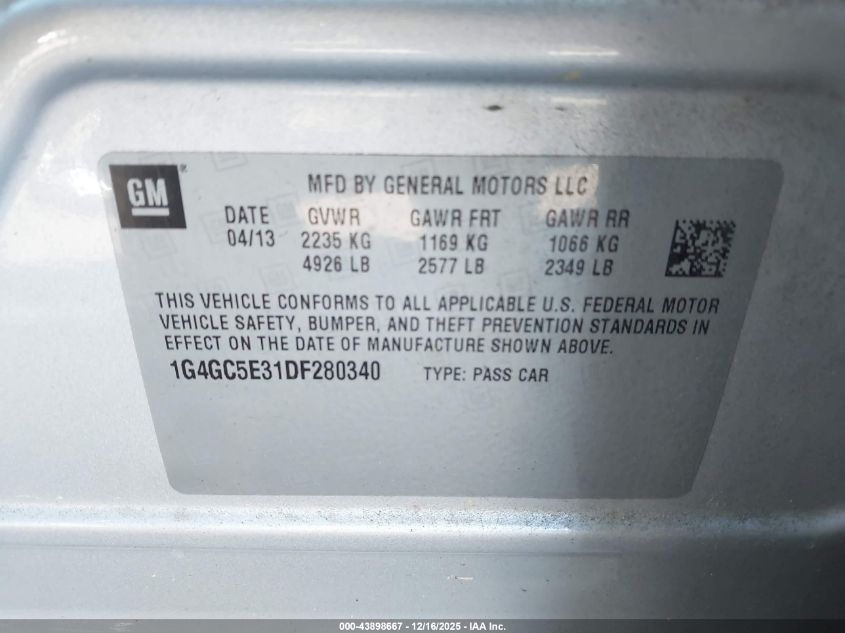 GM
MFD BY GENERAL MOTORS LLC
DATE GVWR GAWR FRT GAWR RR
04/13 2235 KG 1169 KG 1066 KG
4926 LB 2577 LB 2349 LB
THIS VEHICLE CONFORMS TO ALL APPLICABLE U.S. FEDERAL MOTOR
VEHICLE SAFETY, BUMPER, AND THEFT PREVENTION STANDARDS IN
EFFECT ON THE DATE OF MANUFACTURE SHOWN ABOVE.
1G4GC5E31DF280340 TYPE: PASS CAR
000-43898667 - 12/16/2025 - IAA Inc.